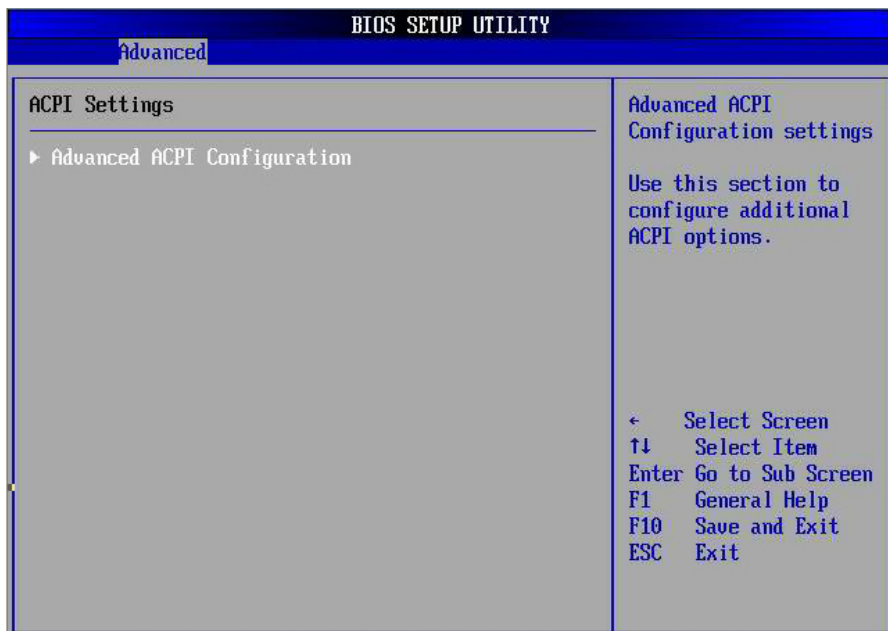 BIOS SETUP UTILITY
Advanced
ACPI Settings
▶ Advanced ACPI Configuration
Advanced ACPI
Configuration settings
Use this section to
configure additional
ACPI options.
← Select Screen
↑↓ Select Item
Enter Go to Sub Screen
F1 General Help
F10 Save and Exit
ESC Exit